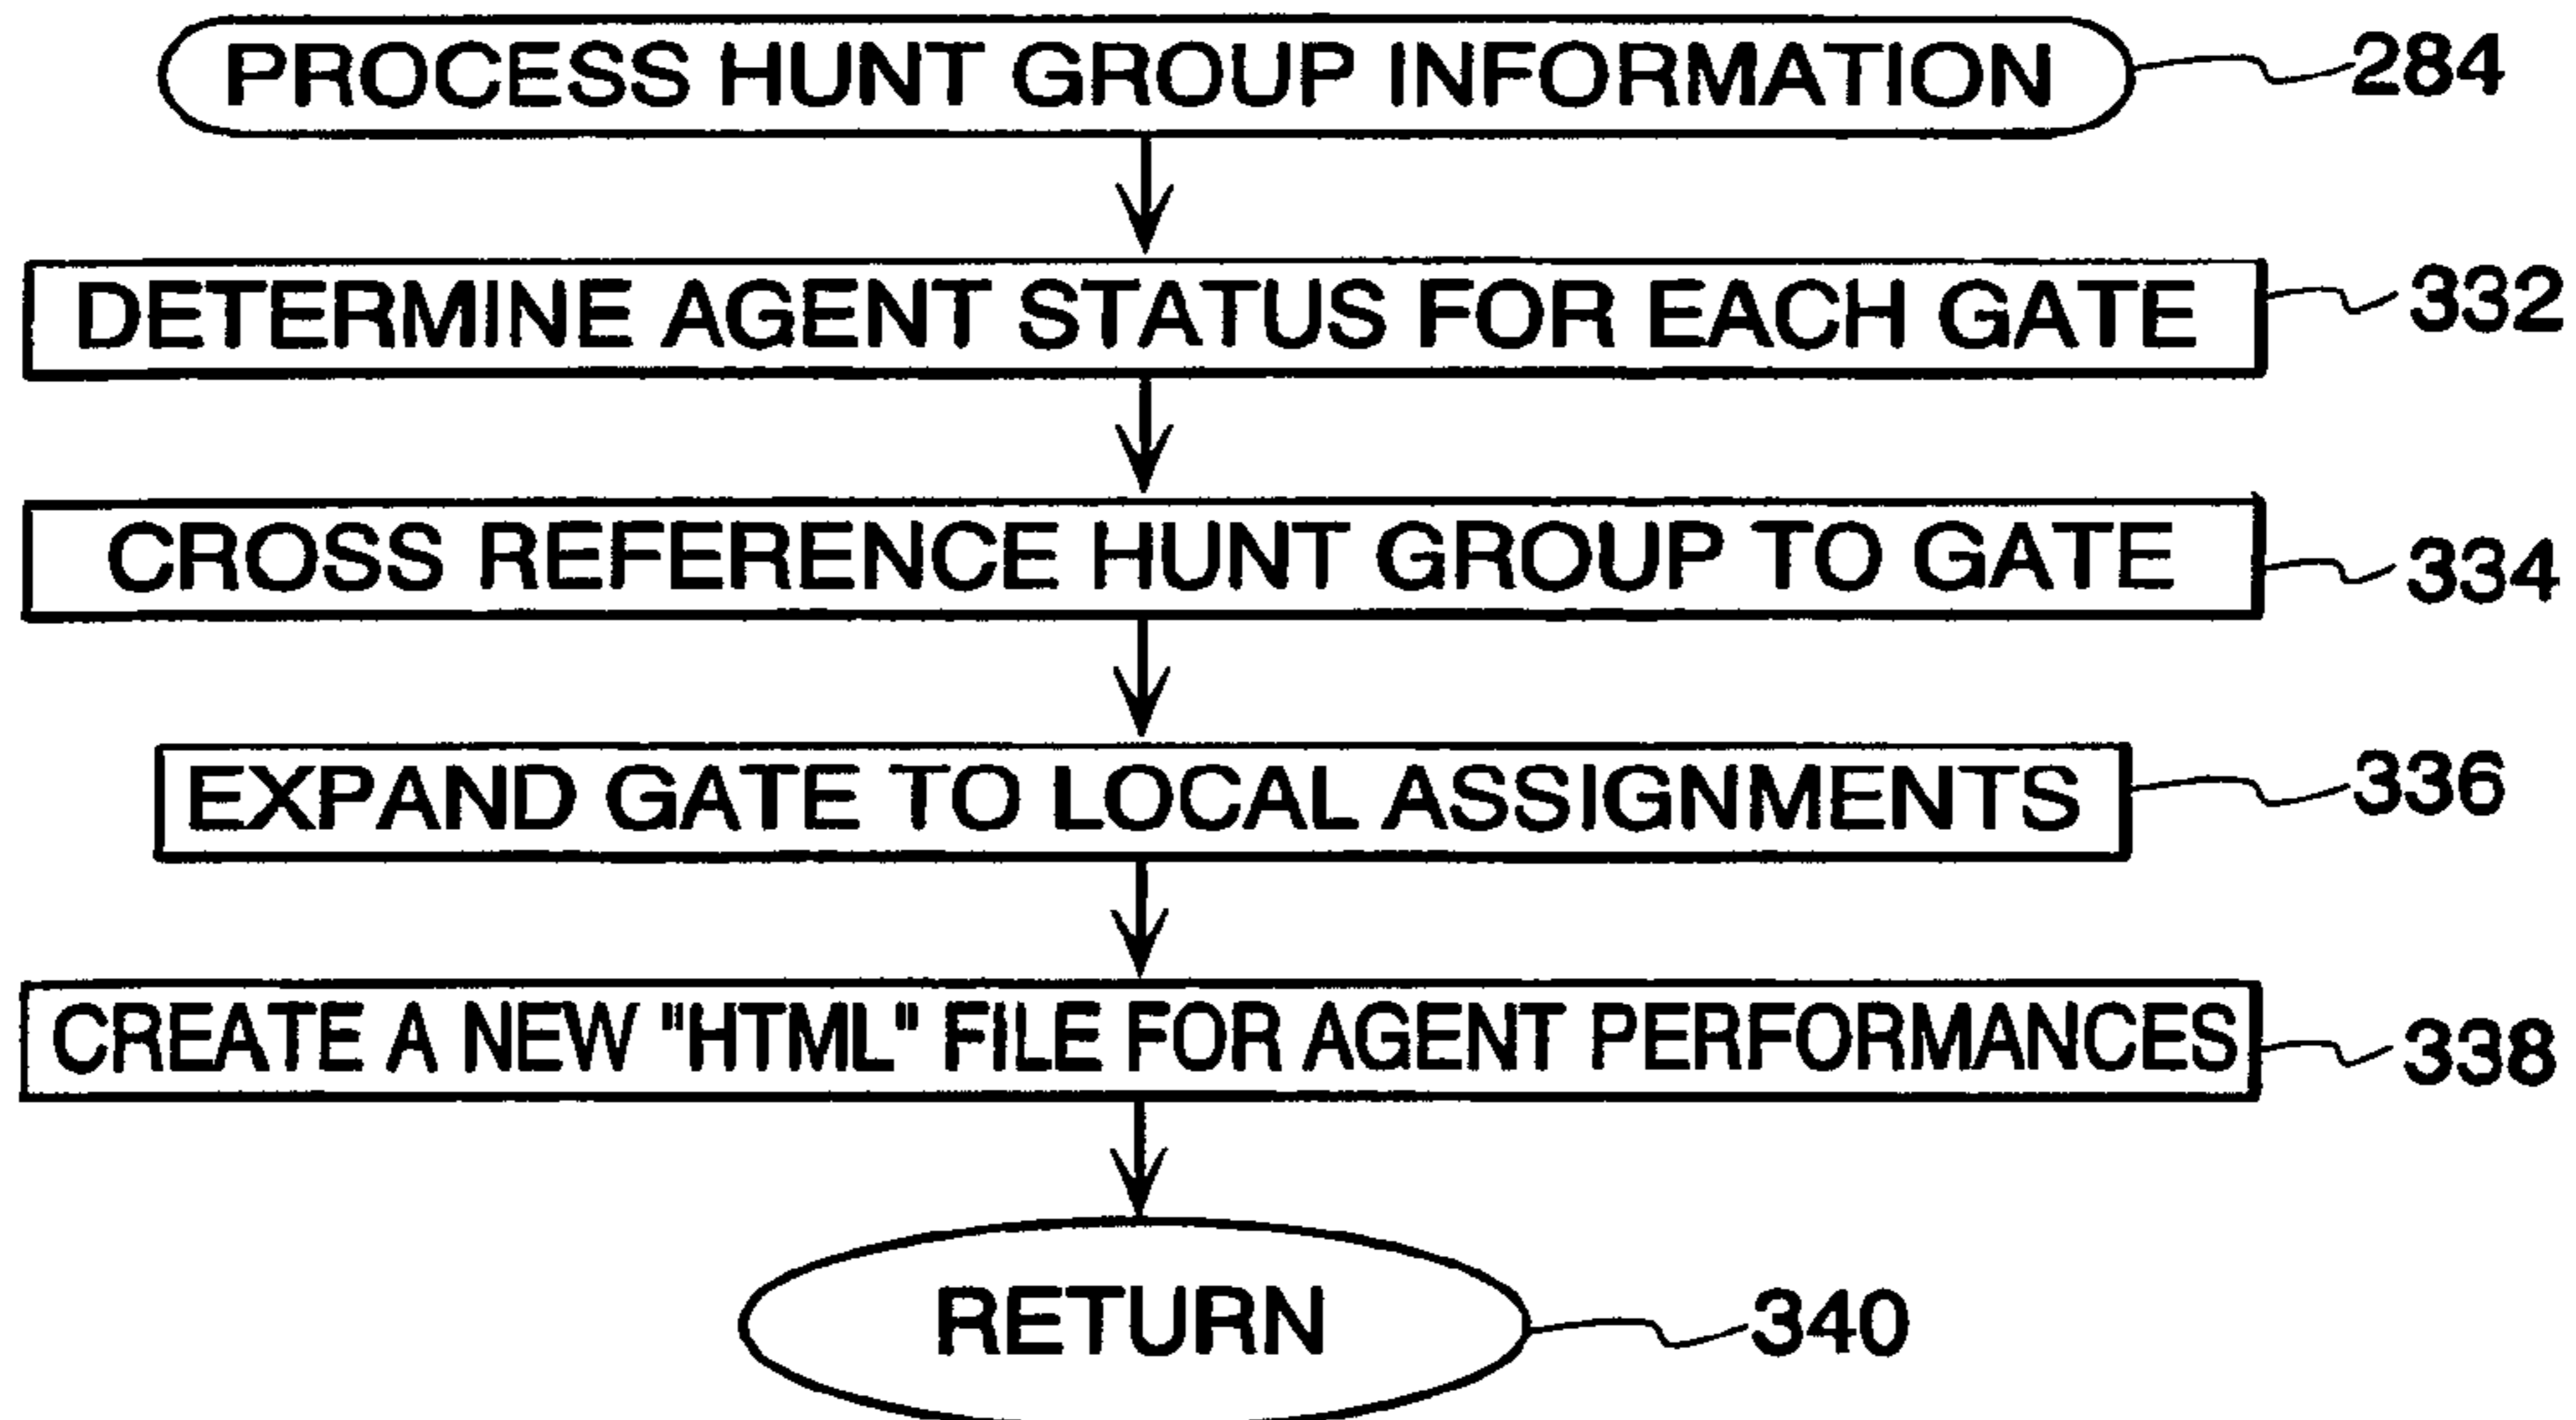 PROCESS HUNT GROUP INFORMATION 284
DETERMINE AGENT STATUS FOR EACH GATE 332
CROSS REFERENCE HUNT GROUP TO GATE 334
EXPAND GATE TO LOCAL ASSIGNMENTS 336
CREATE A NEW "HTML" FILE FOR AGENT PERFORMANCES 338
RETURN 340